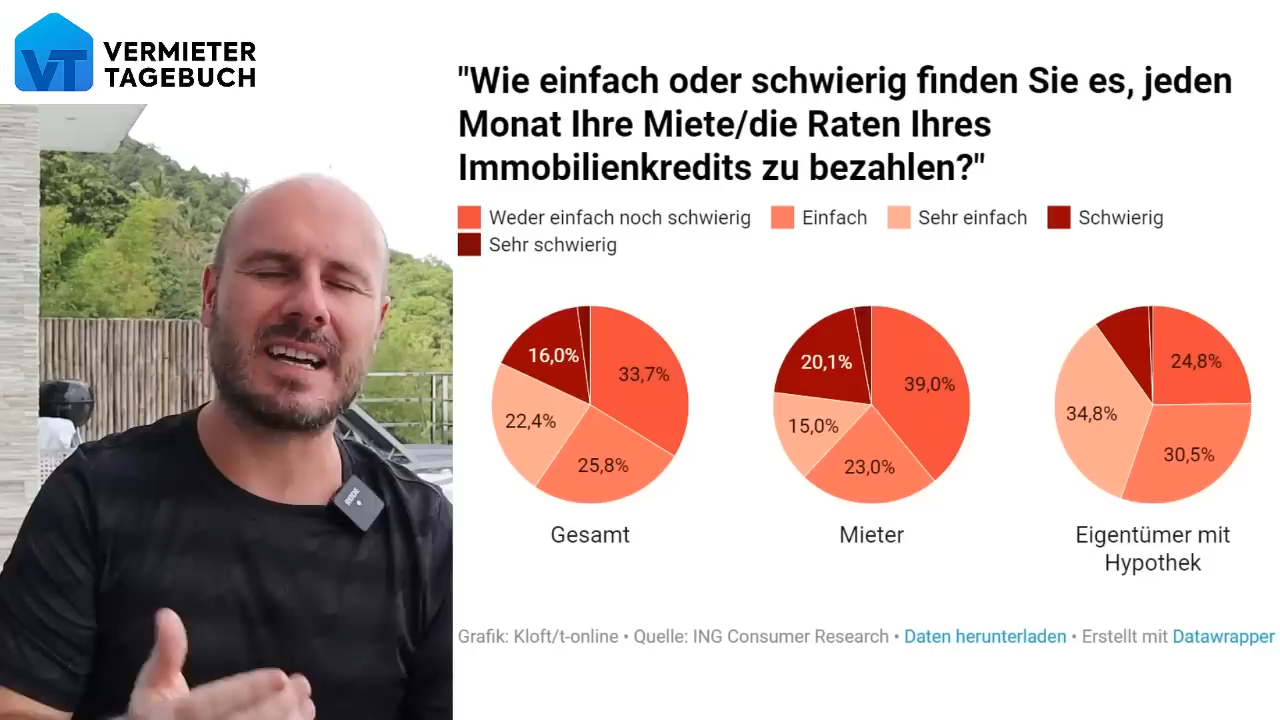 VT VERMIETER
TAGEBUCH
"Wie einfach oder schwierig finden Sie es, jeden
Monat Ihre Miete/die Raten Ihres
Immobilienkredits zu bezahlen?"
Weder einfach noch schwierig Einfach Sehr einfach Schwierig
Sehr schwierig
16,0% 33,7%
22,4%
25,8%
Gesamt
20,1% 39,0%
15,0%
23,0%
Mieter
24,8%
34,8%
30,5%
Eigentümer mit
Hypothek
RODE
Grafik: Kloft/t-online • Quelle: ING Consumer Research • Daten herunterladen • Erstellt mit Datawrapper